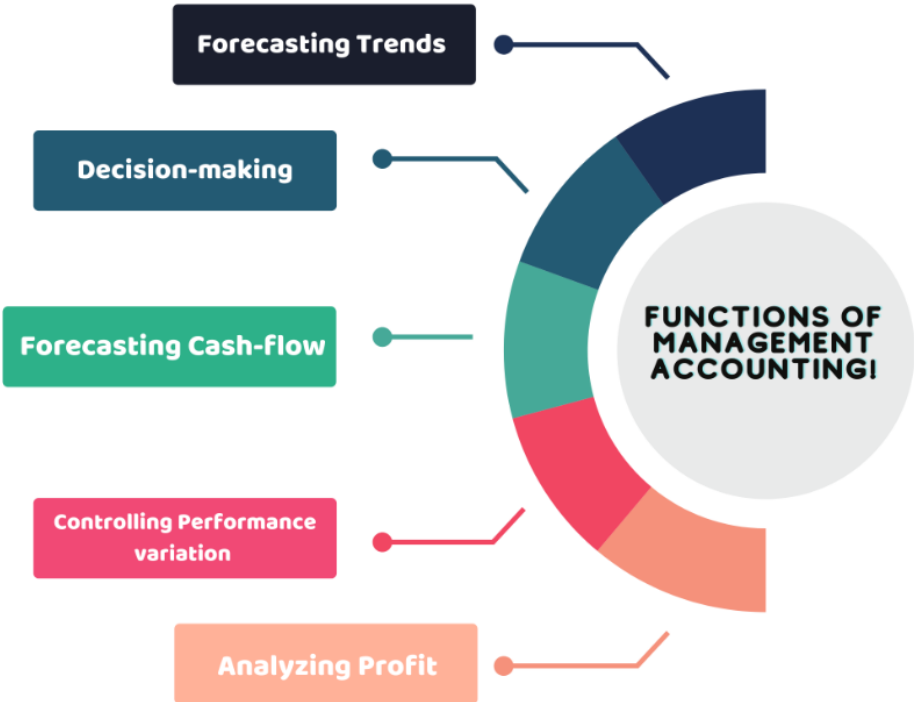 Forecasting Trends
Decision-making
Forecasting Cash-flow
Controlling Performance
variation
Analyzing Profit
FUNCTIONS OF
MANAGEMENT
ACCOUNTING!